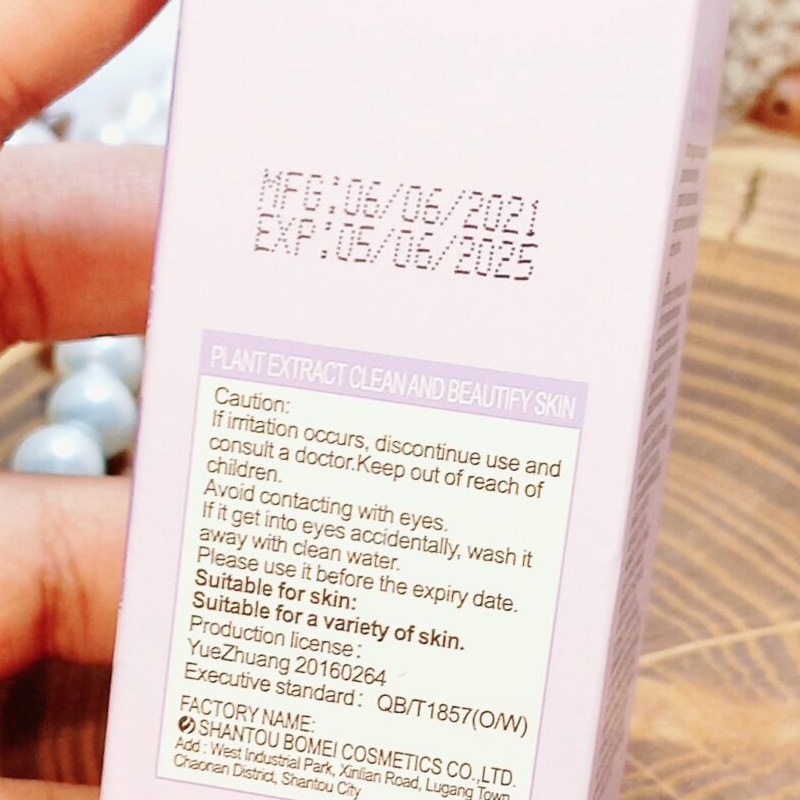 MFG:06/06/2021
EXP:05/06/2025
PLANT EXTRACT CLEAN AND BEAUTIFY SKIN
Caution:
If irritation occurs, discontinue use and
consult a doctor.Keep out of reach of
children.
Avoid contacting with eyes.
If it get into eyes accidentally, wash it
away with clean water.
Please use it before the expiry date.
Suitable for skin:
Suitable for a variety of skin.
Production license:
YueZhuang 20160264
Executive standard: QB/T1857(O/W)
FACTORY NAME:
SHANTOU BOMEI COSMETICS CO.,LTD.
Add : West Industrial Park, Xinlian Road, Lugang Town,
Chaonan District, Shantou City